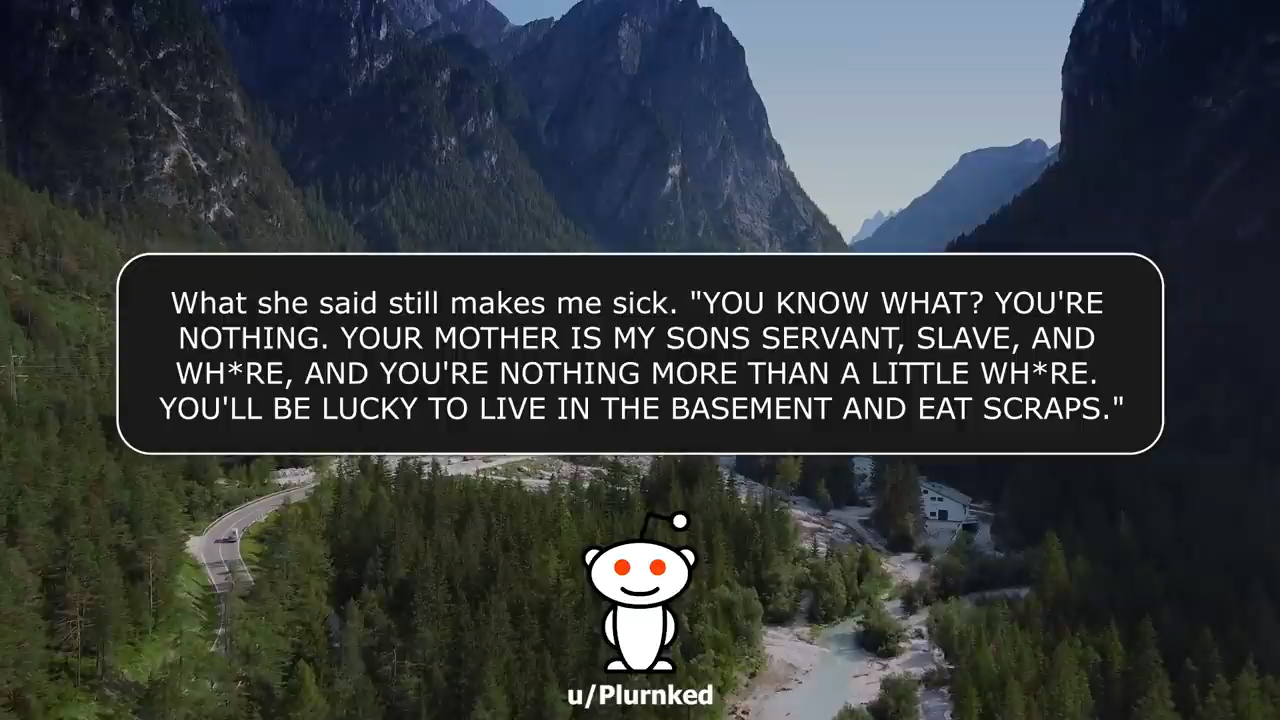 What she said still makes me sick. "YOU KNOW WHAT? YOU'RE
NOTHING. YOUR MOTHER IS MY SONS SERVANT, SLAVE, AND
WH*RE, AND YOU'RE NOTHING MORE THAN A LITTLE WH*RE.
YOU'LL BE LUCKY TO LIVE IN THE BASEMENT AND EAT SCRAPS."
u/Plurnked